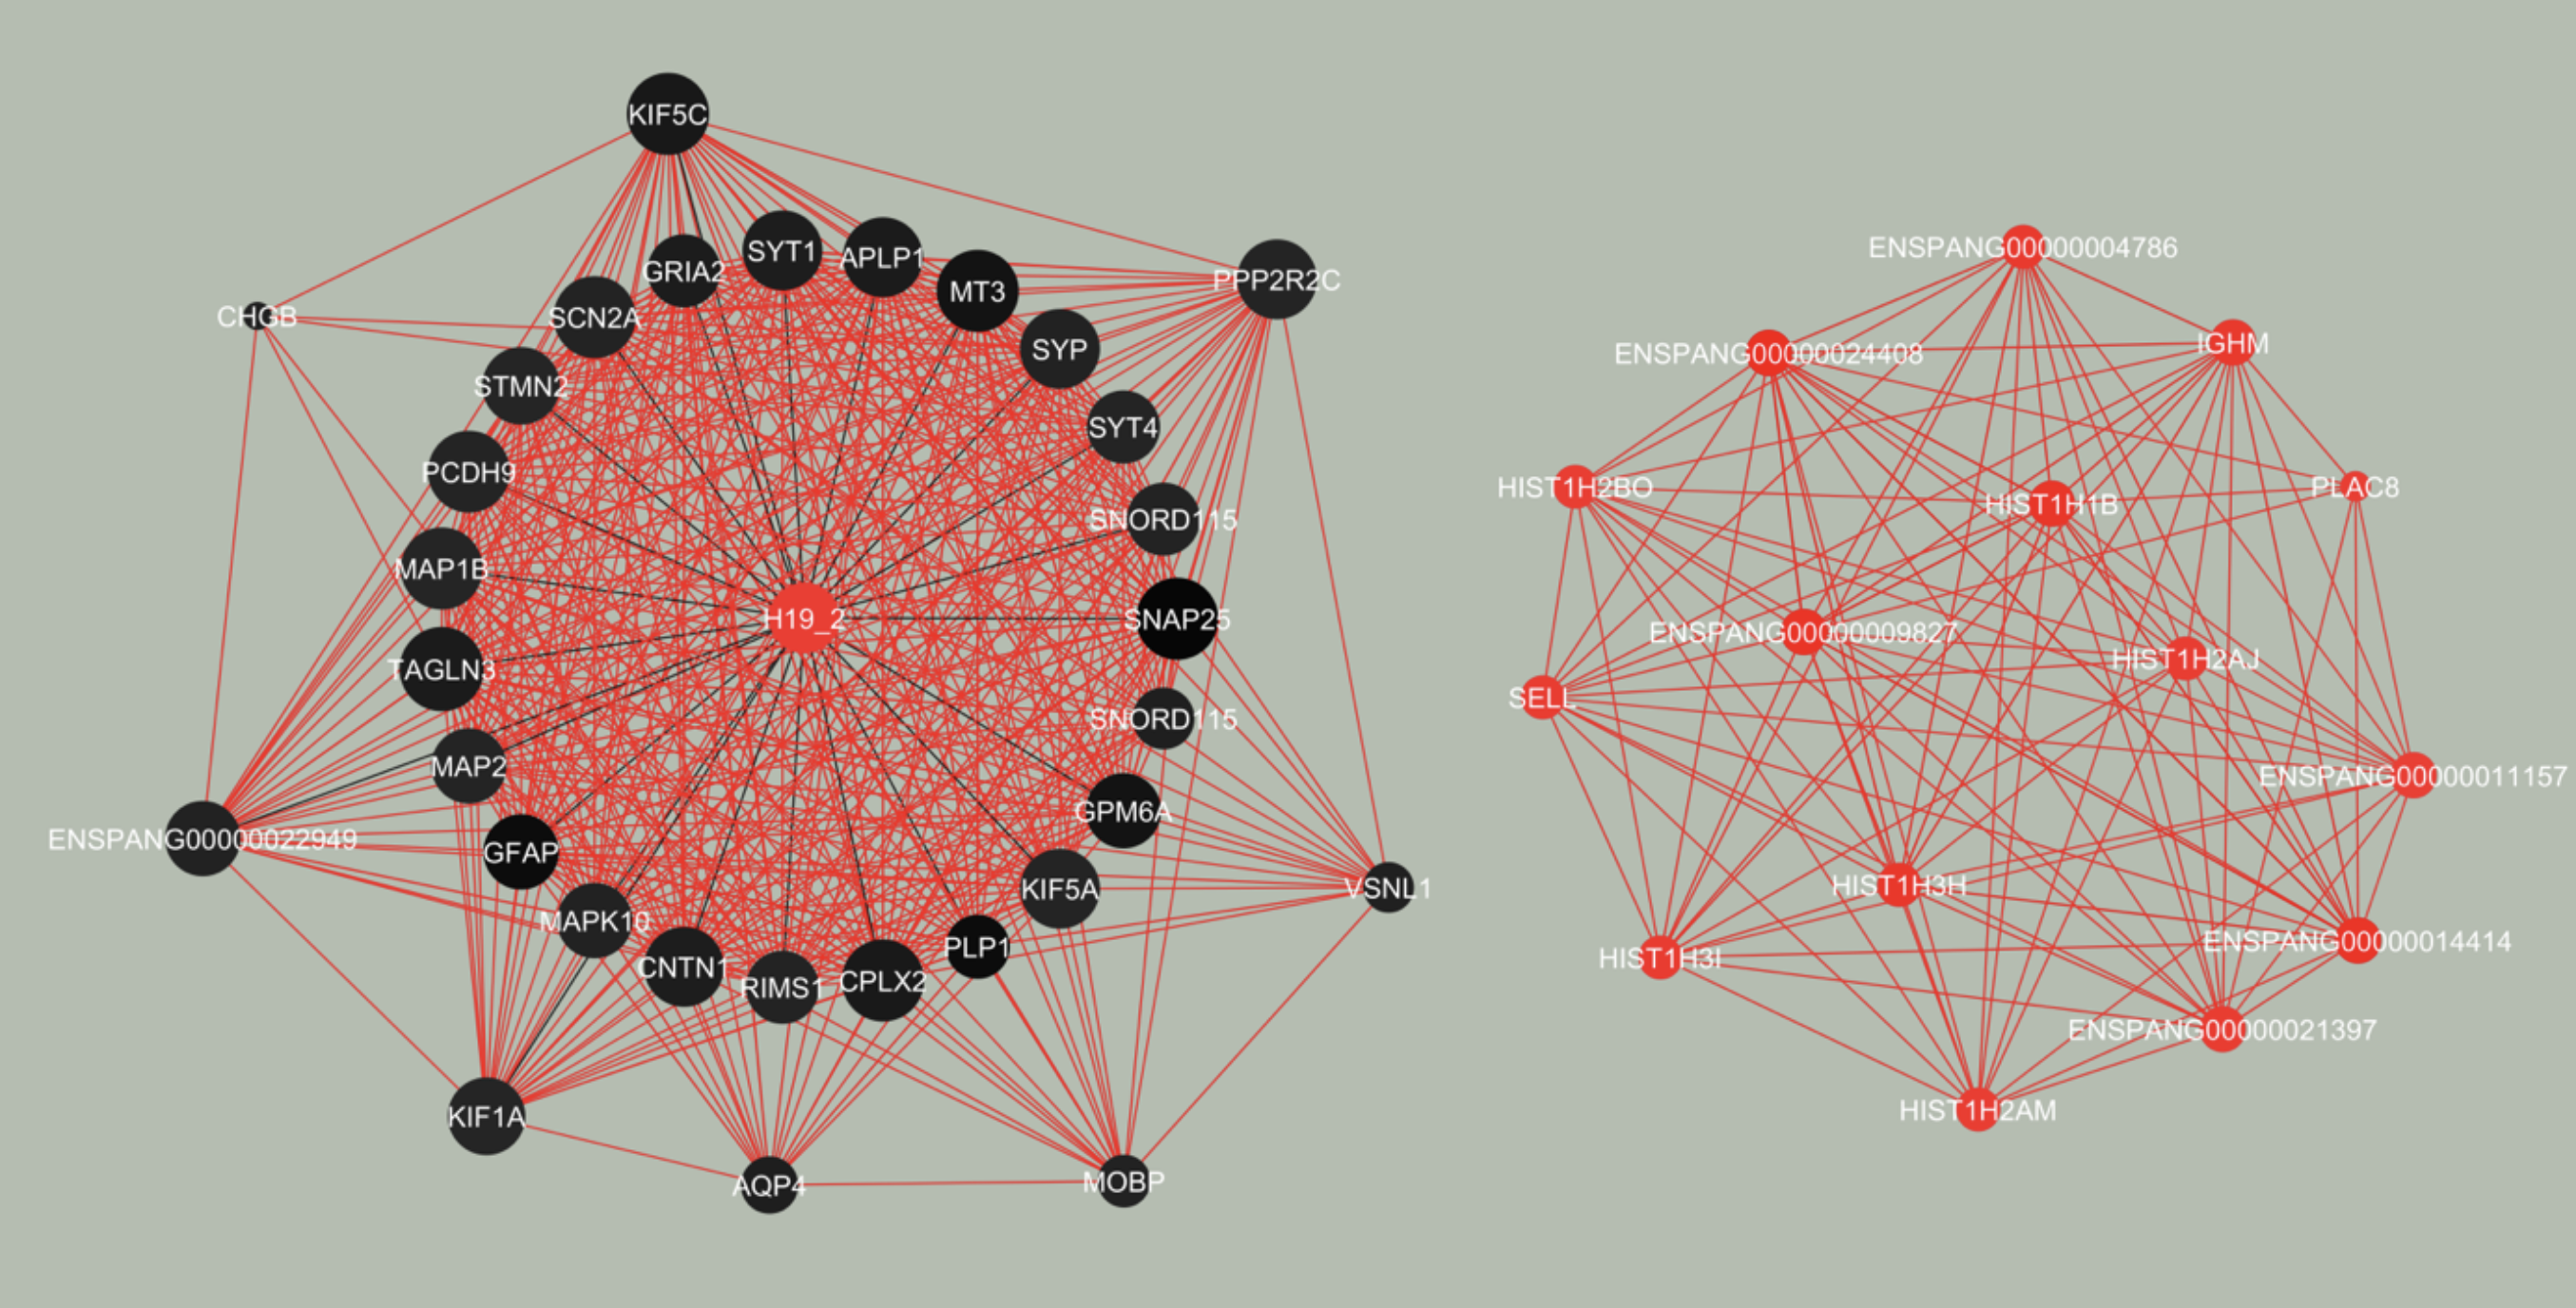 KIF5C
SYT1
APLP1
GRIA2
PPP2R2C
MT3
CHGB
SCN2A
SYP
STMN2
SYT4
PCDH9
SNORD115
MAP1B
H19_2
SNAP25
TAGLN3
SNORD115
MAP2
GPM6A
ENSPANG00000022949
GFAP
VSNL1
KIF5A
MAPK10
PLP1
CNTN1
CPLX2
RIMS1
KIF1A
MOBP
AQP4
ENSPANG00000004786
IGHM
ENSPANG00000024408
HIST1H2BO
PLAC8
HIST1H1B
ENSPANG00000009827
HIST1H2AJ
SELL
ENSPANG00000011157
HIST1H3H
ENSPANG00000014414
HIST1H3I
ENSPANG00000021397
HIST1H2AM